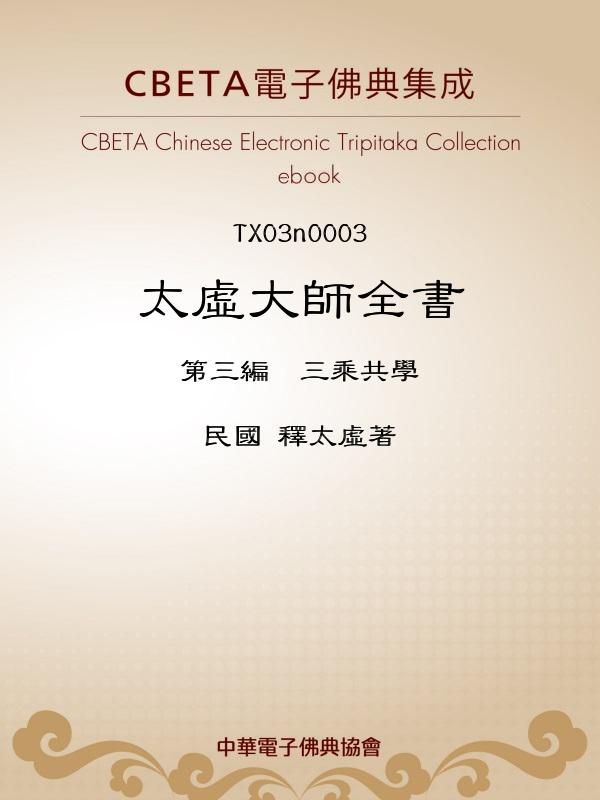 CBETA電子佛典集成
CBETA Chinese Electronic Tripitaka Collection
ebook
TX03n0003
太虛大師全書
第三編　三乘共學
民國 釋太虛著
中華電子佛典協會